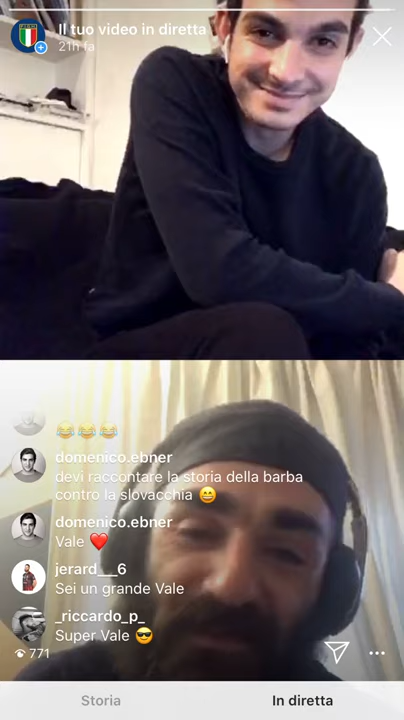 Il tuo video in diretta
21h fa
😂😂😂
domenico.ebner
devi raccontare la storia della barba
contro la slovacchia 😄
domenico.ebner
Vale ❤️
jerard___6
Sei un grande Vale
_riccardo_p_
Super Vale 😎
771
Storia
In diretta